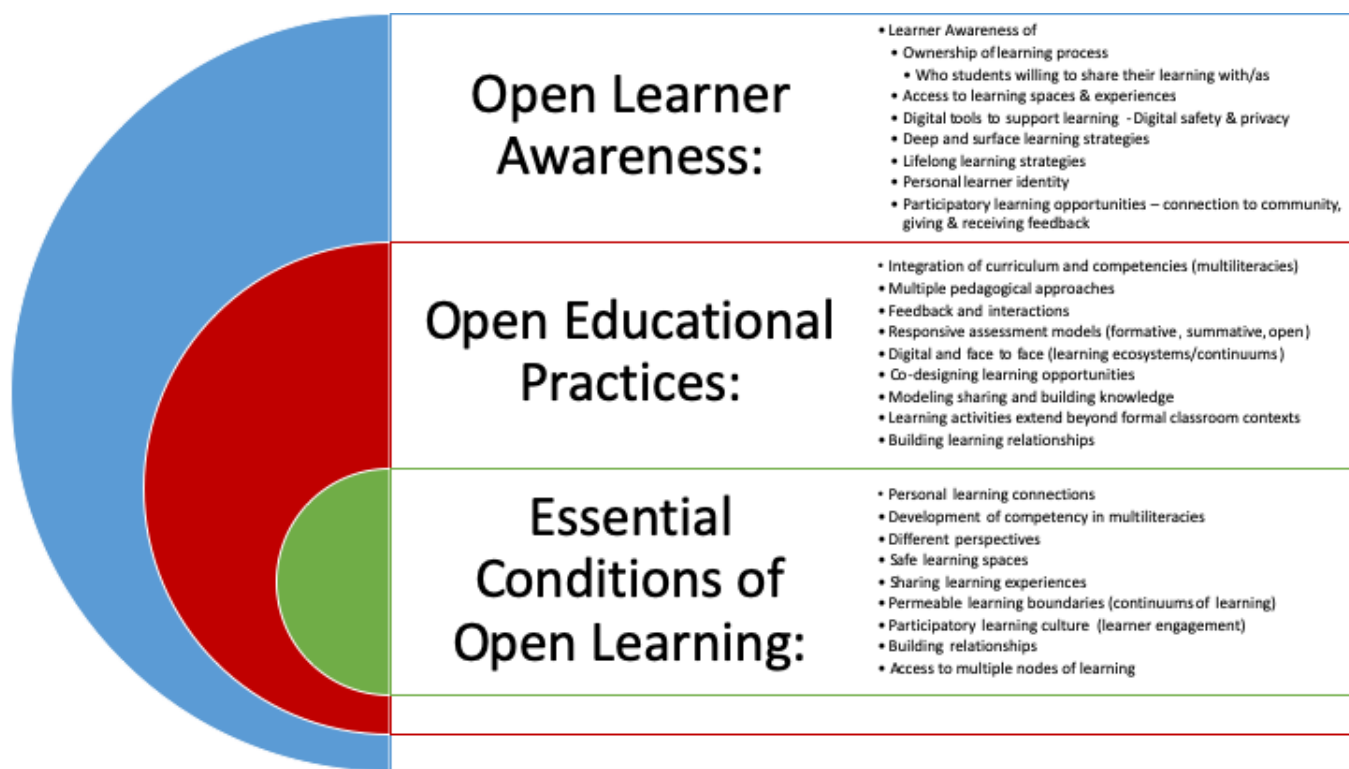 Open Learner
Awareness:
• Learner Awareness of
• Ownership of learning process
• Who students willing to share their learning with/as
• Access to learning spaces & experiences
• Digital tools to support learning - Digital safety & privacy
• Deep and surface learning strategies
• Lifelong learning strategies
• Personal learner identity
• Participatory learning opportunities – connection to community,
giving & receiving feedback
Open Educational
Practices:
• Integration of curriculum and competencies (multiliteracies)
• Multiple pedagogical approaches
• Feedback and interactions
• Responsive assessment models (formative, summative, open)
• Digital and face to face (learning ecosystems/continuums)
• Co-designing learning opportunities
• Modeling sharing and building knowledge
• Learning activities extend beyond formal classroom contexts
• Building learning relationships
Essential
Conditions of
Open Learning:
• Personal learning connections
• Development of competency in multiliteracies
• Different perspectives
• Safe learning spaces
• Sharing learning experiences
• Permeable learning boundaries (continuums of learning)
• Participatory learning culture (learner engagement)
• Building relationships
• Access to multiple nodes of learning